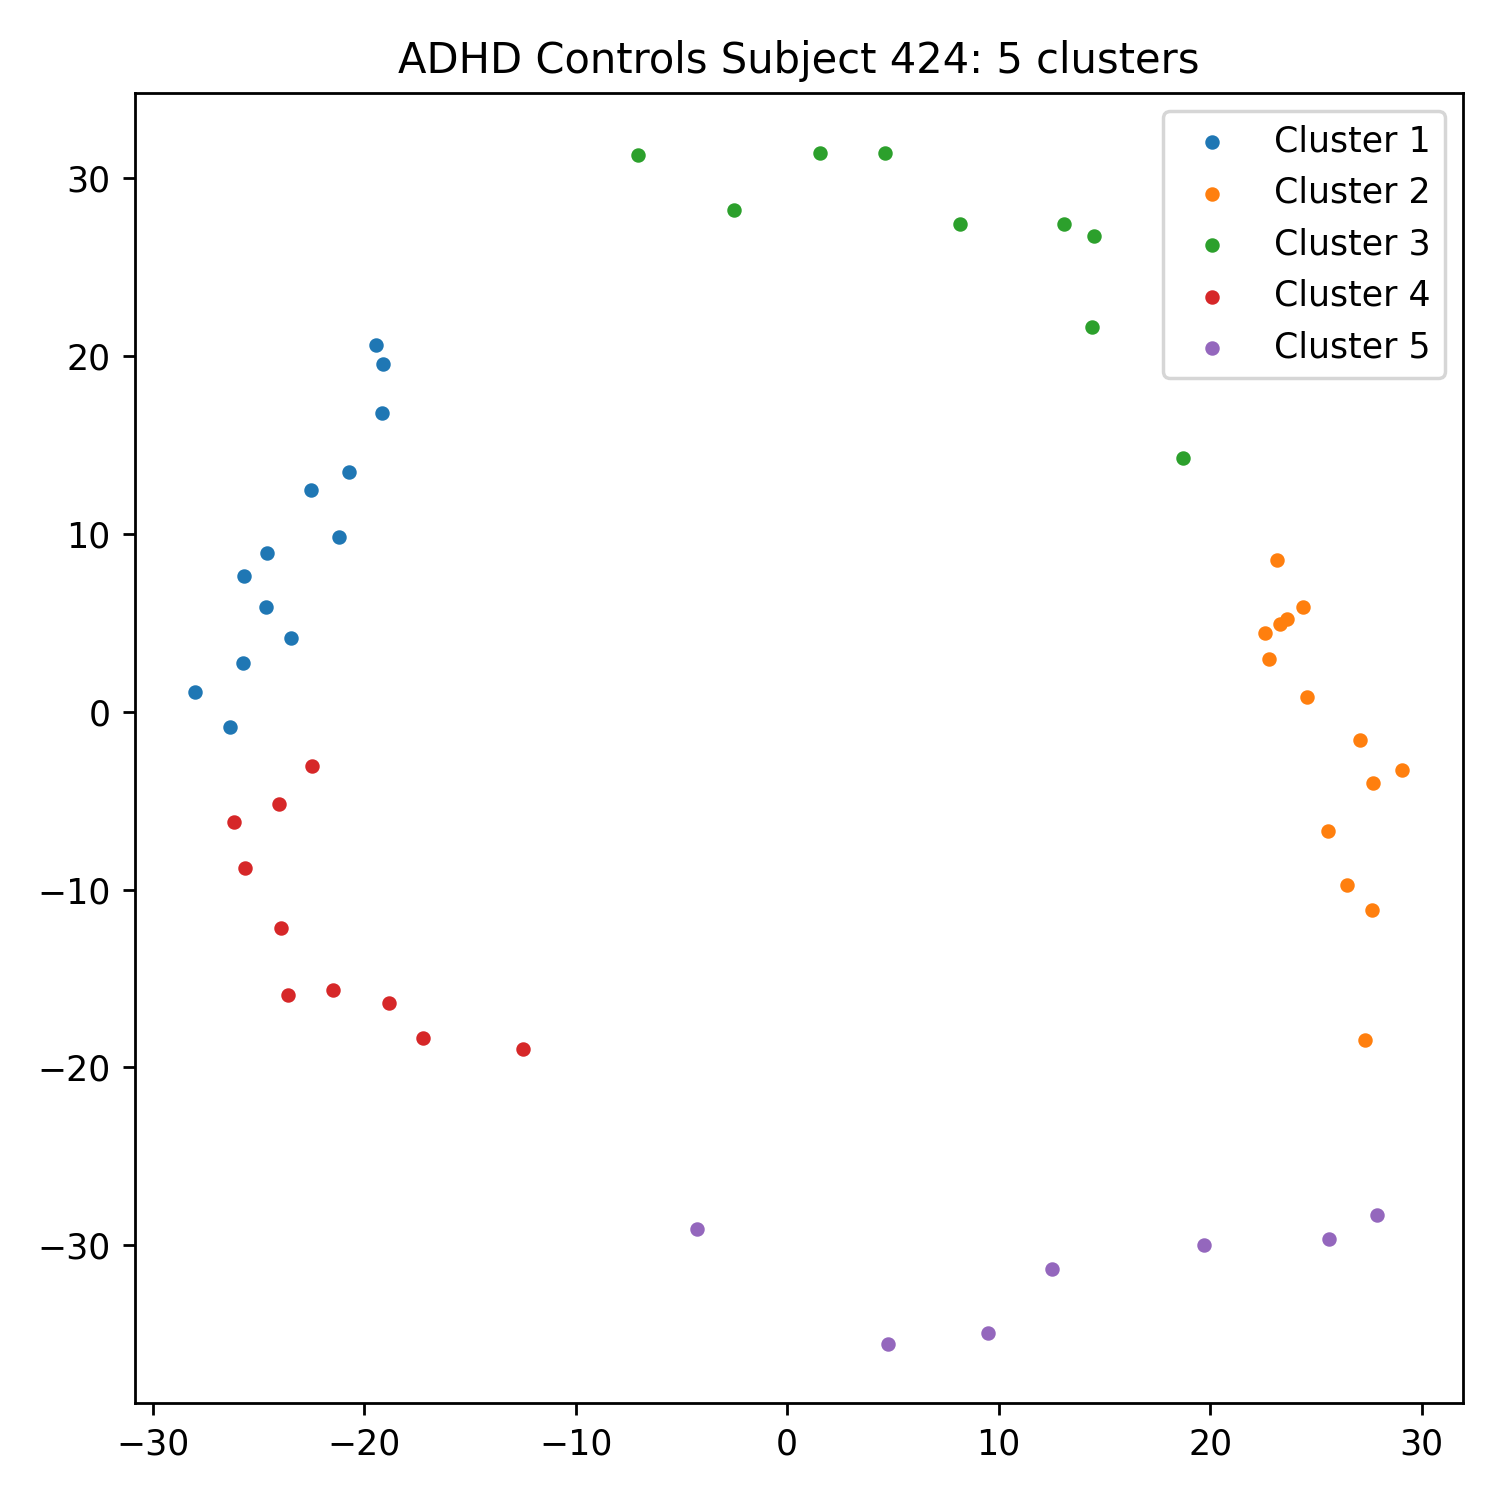 ADHD Controls Subject 424: 5 clusters
Cluster 1
Cluster 2
Cluster 3
Cluster 4
Cluster 5
30
20
10
0
−10
−20
−30
−30 −20 −10 0 10 20 30